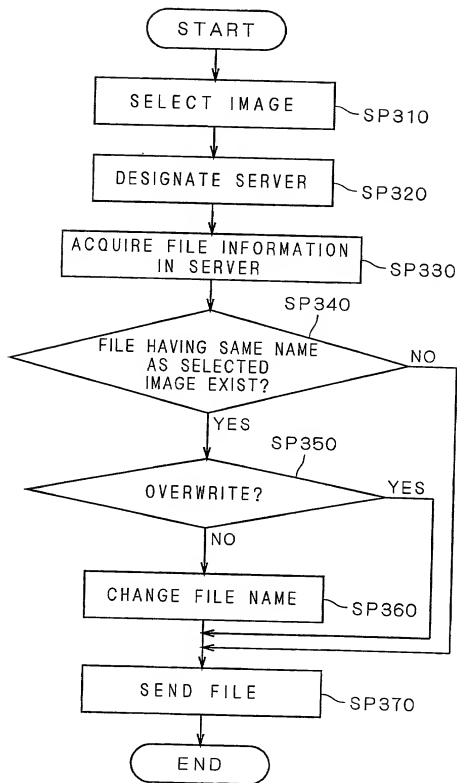 START
SELECT IMAGE
SP310
DESIGNATE SERVER
SP320
ACQUIRE FILE INFORMATION
IN SERVER
SP330
SP340
FILE HAVING SAME NAME
AS SELECTED
IMAGE EXIST?
NO
YES
SP350
OVERWRITE?
YES
NO
CHANGE FILE NAME
SP360
SEND FILE
SP370
END